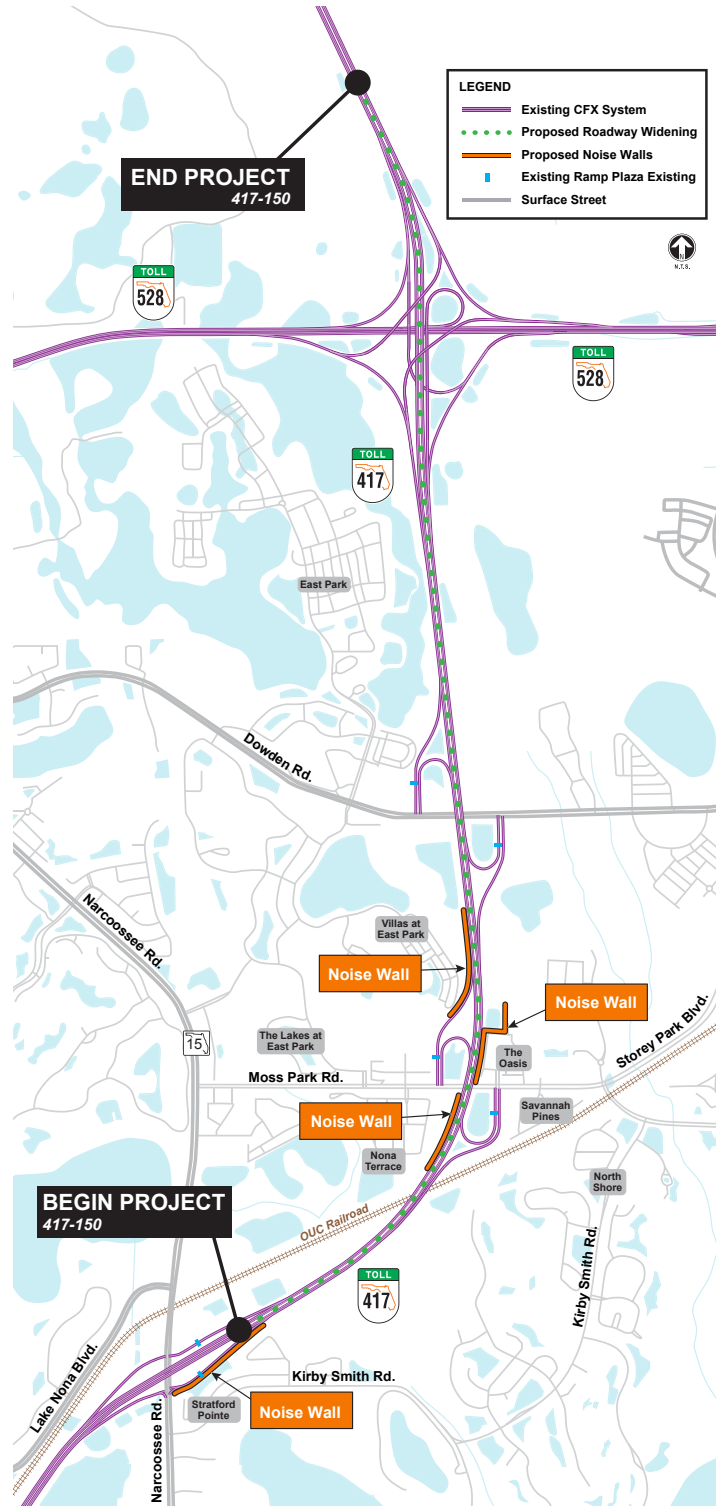 LEGEND
Existing CFX System
Proposed Roadway Widening
Proposed Noise Walls
Existing Ramp Plaza Existing
Surface Street
N
N.T.S.
END PROJECT
417-150
TOLL
528
TOLL
528
TOLL
417
East Park
Dowden Rd.
Narcoossee Rd.
Villas at
East Park
Noise Wall
Noise Wall
15
The Lakes at
East Park
The
Oasis
Storey Park Blvd.
Moss Park Rd.
Noise Wall
Savannah
Pines
Nona
Terrace
North
Shore
BEGIN PROJECT
417-150
OUC Railroad
TOLL
417
Kirby Smith Rd.
Lake Nona Blvd.
Kirby Smith Rd.
Stratford
Pointe
Noise Wall
Narcoossee Rd.